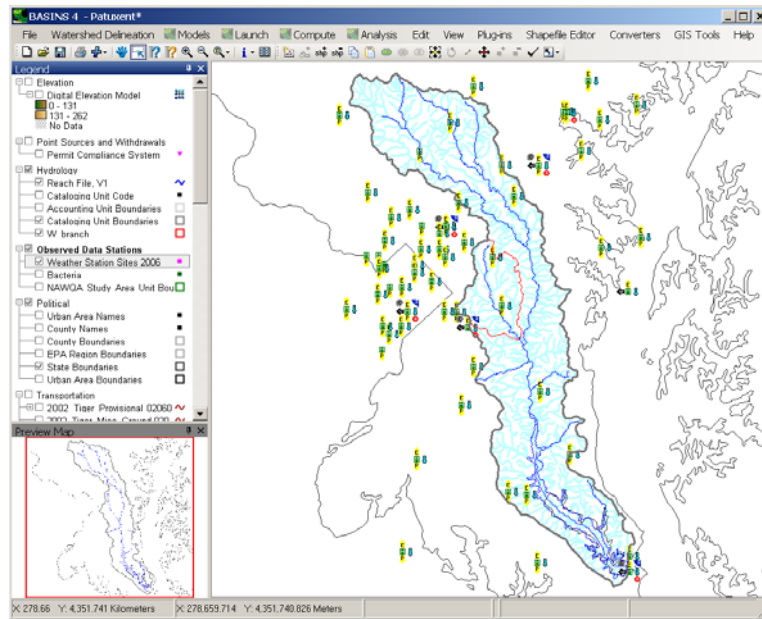 BASINS 4 - Patuxent*
File Watershed Delineation Models Launch Compute Analysis Edit View Plug-ins Shapefile Editor Converters GIS Tools Help
Legend
Elevation
Digital Elevation Model
0 - 131
131 - 262
No Data
Point Sources and Withdrawals
Permit Compliance System
Hydrology
Reach File, V1
Cataloging Unit Code
Accounting Unit Boundaries
Cataloging Unit Boundaries
W branch
Observed Data Stations
Weather Station Sites 2006
Bacteria
NAWQA Study Area Unit Bou
Political
Urban Area Names
County Names
County Boundaries
EPA Region Boundaries
State Boundaries
Urban Area Boundaries
Transportation
2002 Tiger Provisional 02060
Preview Map
X: 278.66 Y: 4,351.741 Kilometers X: 278,659.714 Y: 4,351,740.826 Meters